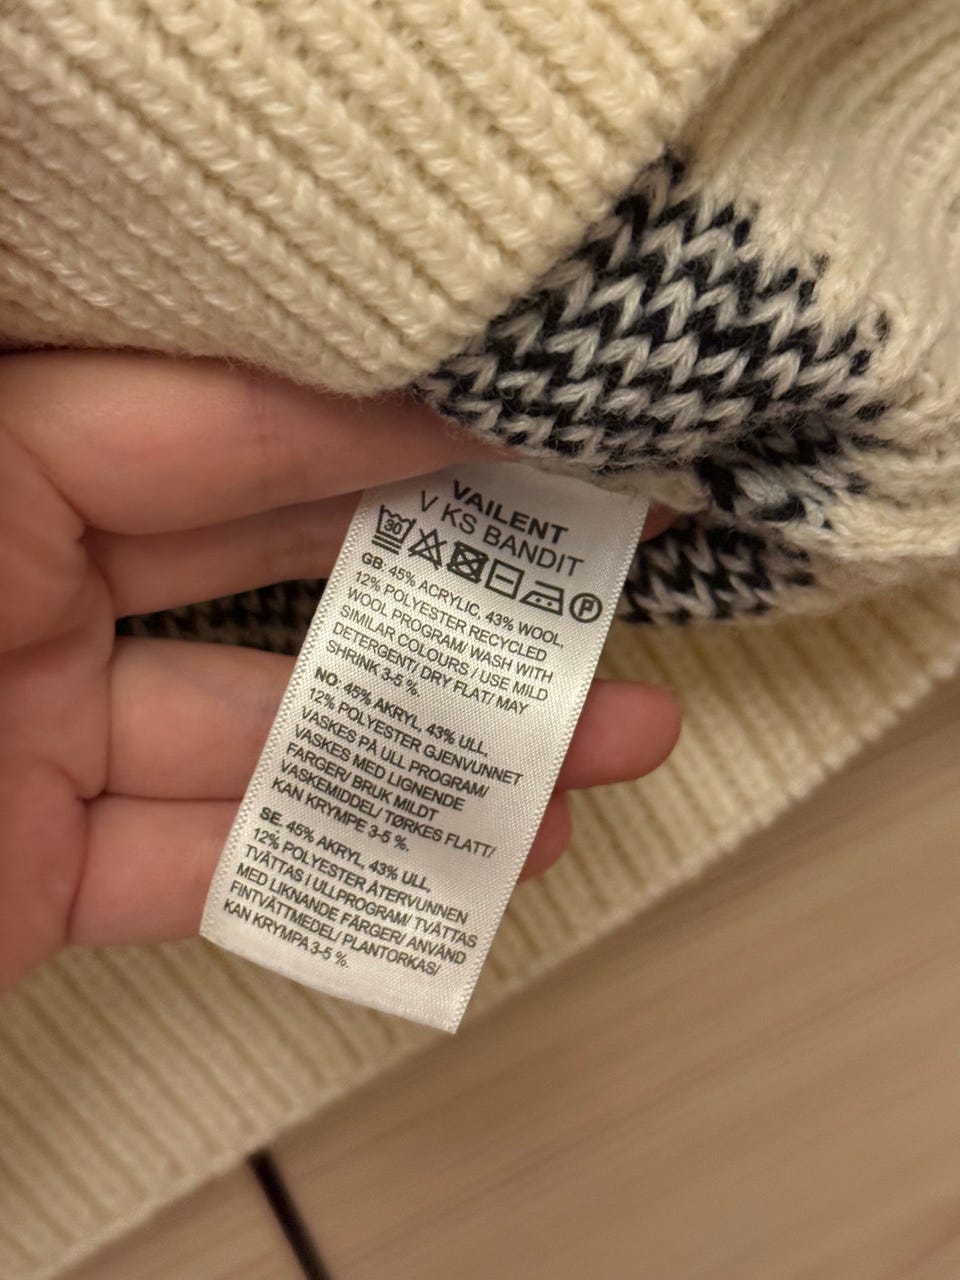 VAILENT
V KS BANDIT
30 P
GB. 45% ACRYLIC, 43% WOOL,
12% POLYESTER RECYCLED
WOOL PROGRAM/ WASH WITH
SIMILAR COLOURS / USE MILD
DETERGENT/ DRY FLAT/ MAY
SHRINK 3-5 %.
NO. 45% AKRYL, 43% ULL,
12% POLYESTER GJENVUNNET
VASKES PÅ ULL PROGRAM/
VASKES MED LIGNENDE
FARGER/ BRUK MILDT
VASKEMIDDEL/ TØRKES FLATT/
KAN KRYMPE 3-5 %.
SE. 45% AKRYL, 43% ULL,
12% POLYESTER ÅTERVUNNEN
TVÄTTAS I ULLPROGRAM/ TVÄTTAS
MED LIKNANDE FÄRGER/ ANVÄND
FINTVÄTTMEDEL/ PLANTORKAS/
KAN KRYMPA 3-5 %.